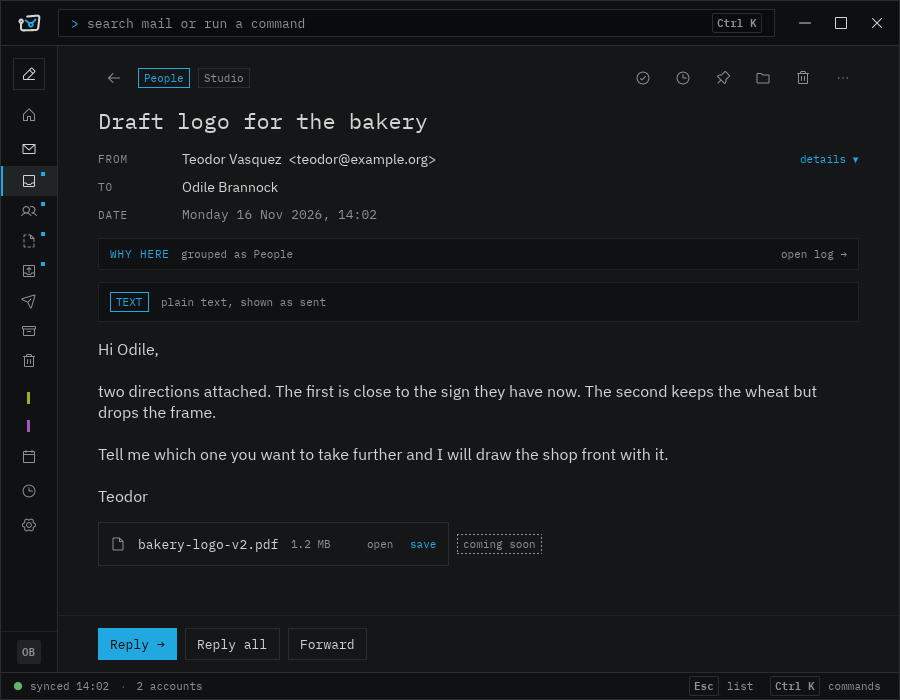 > search mail or run a command Ctrl K
People Studio
Draft logo for the bakery
FROM Teodor Vasquez <teodor@example.org> details ▾
TO Odile Brannock
DATE Monday 16 Nov 2026, 14:02
WHY HERE grouped as People open log →
TEXT plain text, shown as sent
Hi Odile,
two directions attached. The first is close to the sign they have now. The second keeps the wheat but
drops the frame.
Tell me which one you want to take further and I will draw the shop front with it.
Teodor
bakery-logo-v2.pdf 1.2 MB open save coming soon
Reply → Reply all Forward
OB
synced 14:02 · 2 accounts Esc list Ctrl K commands